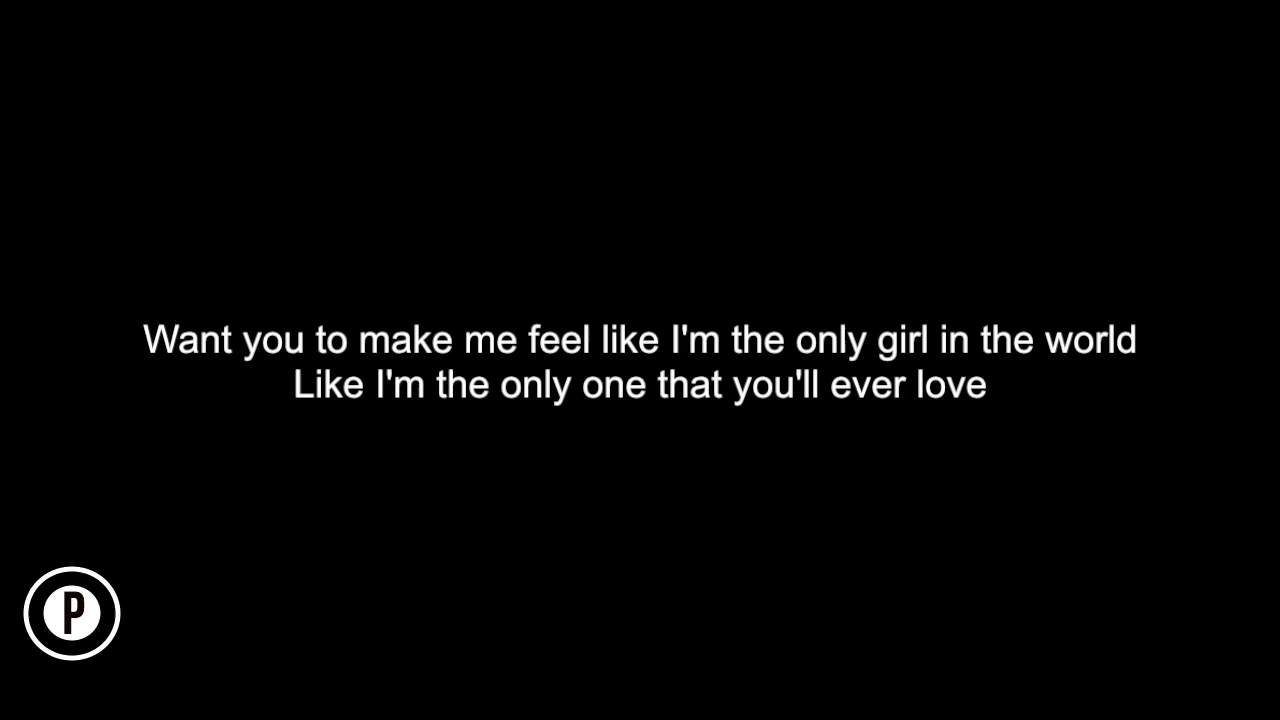 Want you to make me feel like I'm the only girl in the world
Like I'm the only one that you'll ever love
P